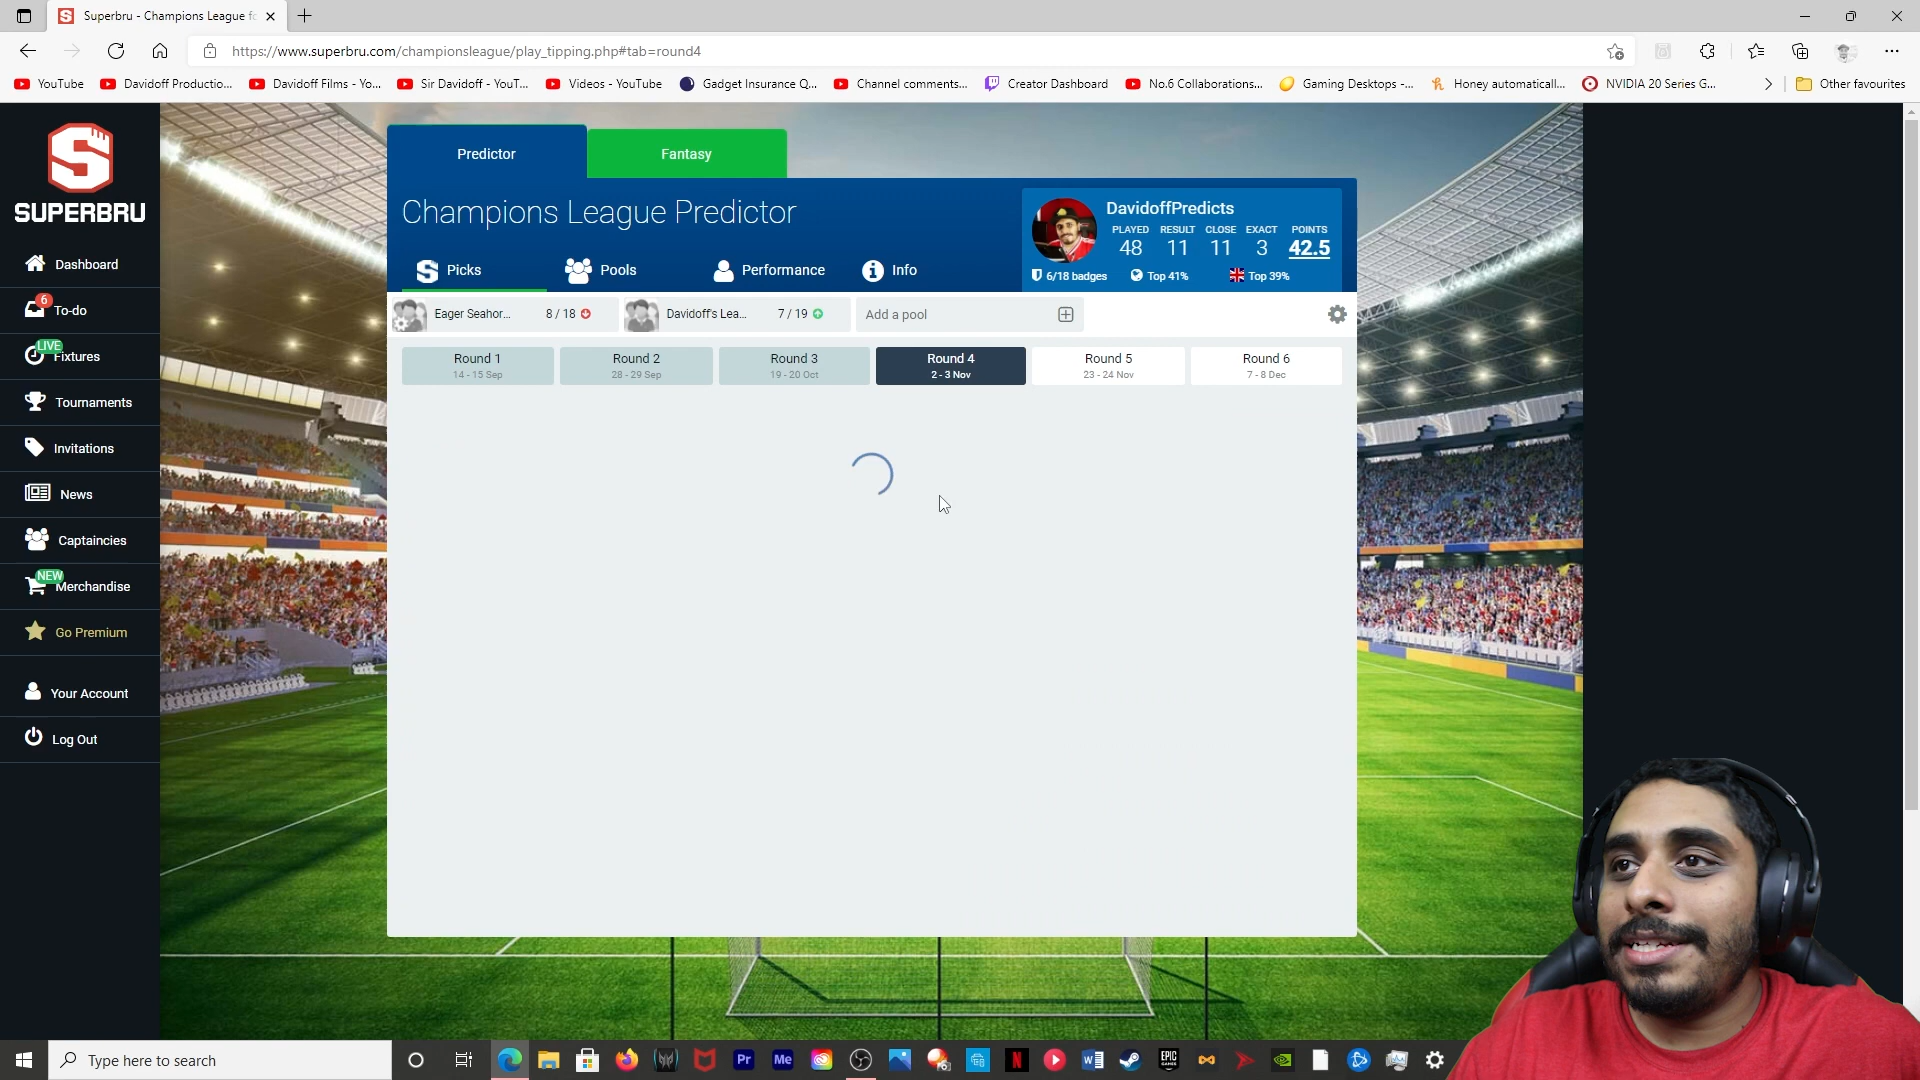 Superbru - Champions League fo
https://www.superbru.com/championsleague/play_tipping.php#tab=round4
YouTube
Davidoff Productio...
Davidoff Films - Yo...
Sir Davidoff - YouT...
Videos - YouTube
Gadget Insurance Q...
Channel comments...
Creator Dashboard
No.6 Collaborations...
Gaming Desktops -...
Honey automaticall...
NVIDIA 20 Series G...
Other favourites
SUPERBRU
Dashboard
6
To-do
LIVE
Fixtures
Tournaments
Invitations
News
Captaincies
NEW
Merchandise
Go Premium
Your Account
Log Out
Predictor
Fantasy
Champions League Predictor
DavidoffPredicts
PLAYED RESULT CLOSE EXACT POINTS
48 11 11 3 42.5
6/18 badges Top 41% Top 39%
Picks
Pools
Performance
Info
Eager Seahor... 8 / 18
Davidoff's Lea... 7 / 19
Add a pool
Round 1
14 - 15 Sep
Round 2
28 - 29 Sep
Round 3
19 - 20 Oct
Round 4
2 - 3 Nov
Round 5
23 - 24 Nov
Round 6
7 - 8 Dec
Type here to search
Pr
Me
N
W
EPIC
GAMES